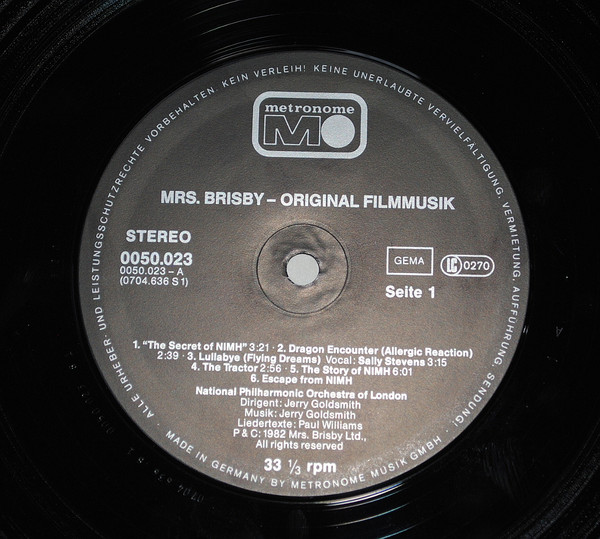 ALLE URHEBER- UND LEISTUNGSSCHUTZRECHTE VORBEHALTEN. KEIN VERLEIH! KEINE UNERLAUBTE VERVIELFÄLTIGUNG, VERMIETUNG, AUFFÜHRUNG, SENDUNG!
metronome
MO
MRS. BRISBY – ORIGINAL FILMMUSIK
STEREO
0050.023
0050.023 – A
(0704.636 S 1)
GEMA
LC 0270
Seite 1
1. "The Secret of NIMH" 3:21 · 2. Dragon Encounter (Allergic Reaction)
2:39 · 3. Lullabye (Flying Dreams) Vocal: Sally Stevens 3:15
4. The Tractor 2:56 · 5. The Story of NIMH 6:01
6. Escape from NIMH
National Philharmonic Orchestra of London
Dirigent: Jerry Goldsmith
Musik: Jerry Goldsmith
Liedertexte: Paul Williams
P & C: 1982 Mrs. Brisby Ltd.,
All rights reserved
33 ⅓ rpm
· MADE IN GERMANY BY METRONOME MUSIK GMBH ·